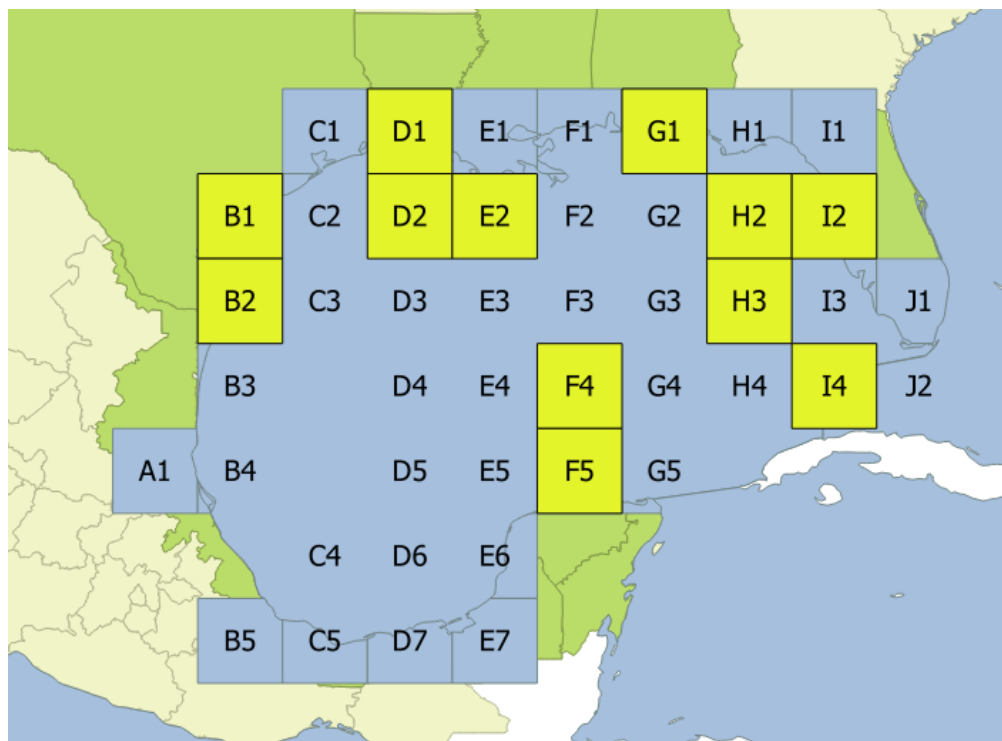 C1 D1 E1 F1 G1 H1 I1
B1 C2 D2 E2 F2 G2 H2 I2
B2 C3 D3 E3 F3 G3 H3 I3 J1
B3 D4 E4 F4 G4 H4 I4 J2
A1 B4 D5 E5 F5 G5
C4 D6 E6
B5 C5 D7 E7